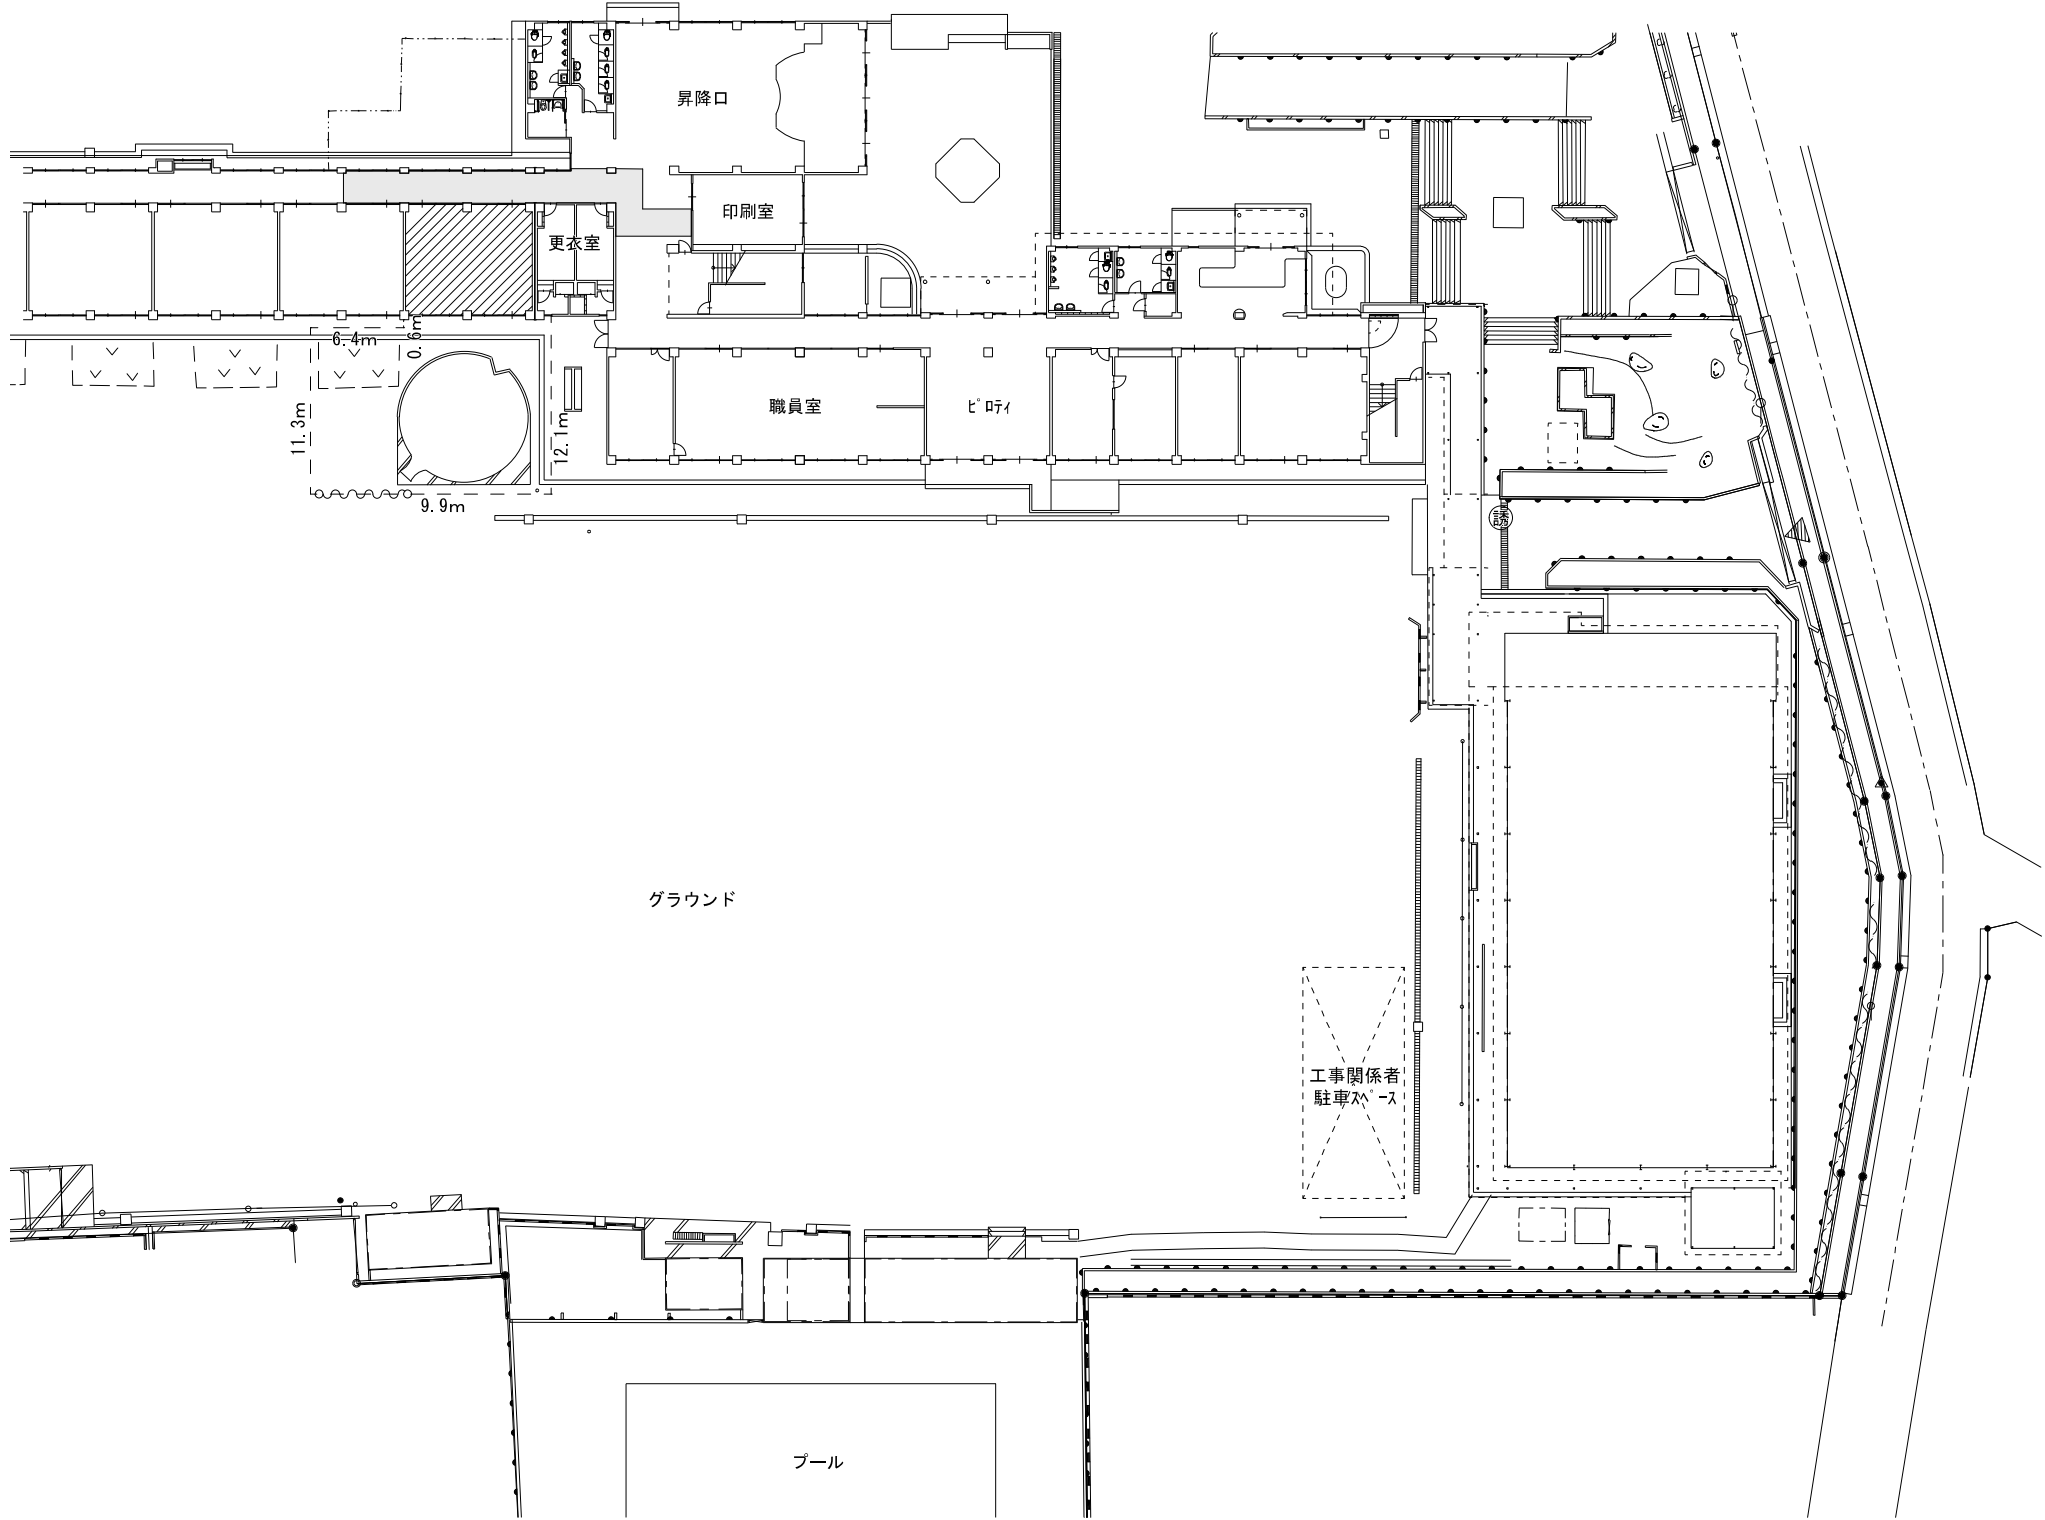 昇降口
印刷室
更衣室
6.4m
0.6m
11.3m
12.1m
9.9m
職員室
ﾋﾟﾛﾃｨ
誘
グラウンド
工事関係者
駐車ｽﾍﾟｰｽ
プール